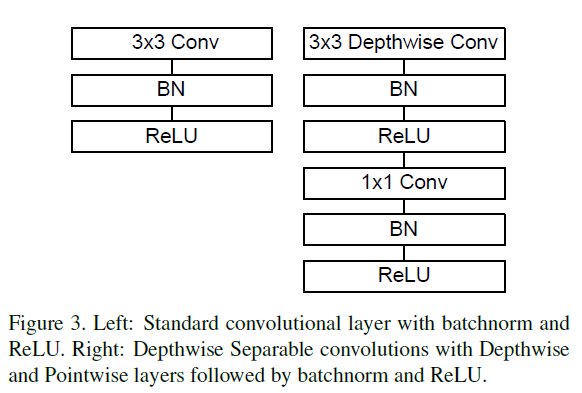 3x3 Conv
BN
ReLU
3x3 Depthwise Conv
BN
ReLU
1x1 Conv
BN
ReLU
Figure 3. Left: Standard convolutional layer with batchnorm and
ReLU. Right: Depthwise Separable convolutions with Depthwise
and Pointwise layers followed by batchnorm and ReLU.